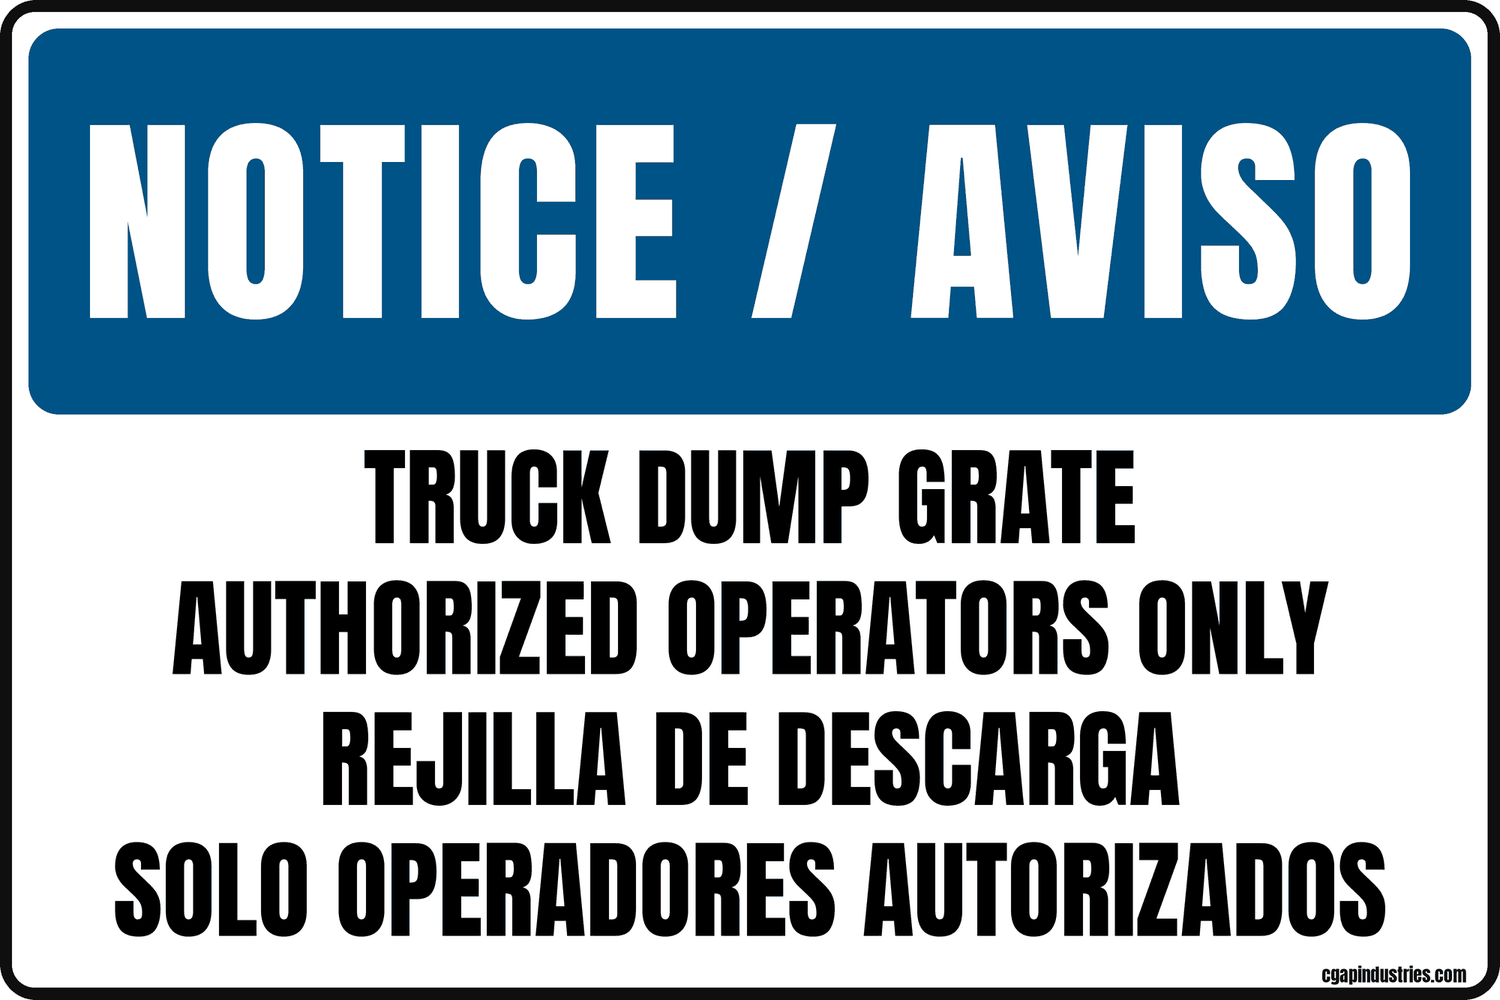 NOTICE / AVISO
TRUCK DUMP GRATE
AUTHORIZED OPERATORS ONLY
REJILLA DE DESCARGA
SOLO OPERADORES AUTORIZADOS
cgapindustries.com